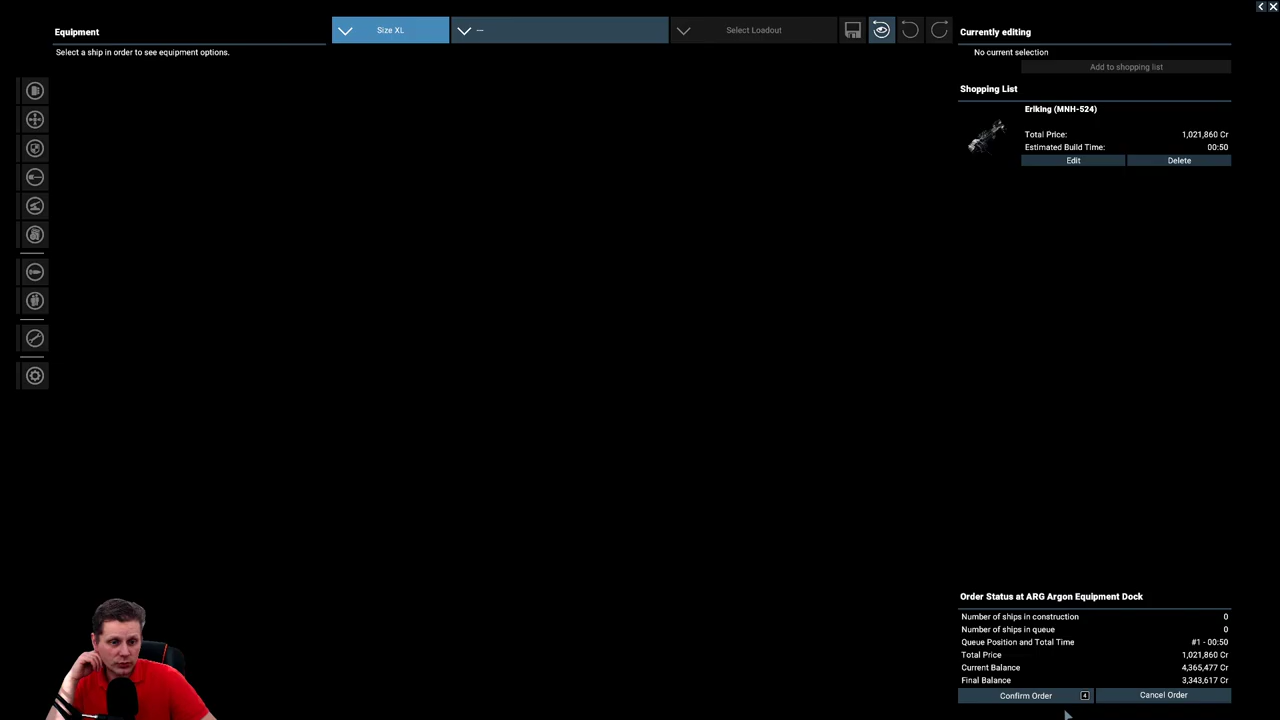 Equipment
Select a ship in order to see equipment options.
Size XL
—
Select Loadout
Currently editing
No current selection
Add to shopping list
Shopping List
Erlking (MNH-524)
Total Price: 1,021,860 Cr
Estimated Build Time: 00:50
Edit Delete
Order Status at ARG Argon Equipment Dock
Number of ships in construction 0
Number of ships in queue 0
Queue Position and Total Time #1 - 00:50
Total Price 1,021,860 Cr
Current Balance 4,365,477 Cr
Final Balance 3,343,617 Cr
Confirm Order 4 Cancel Order